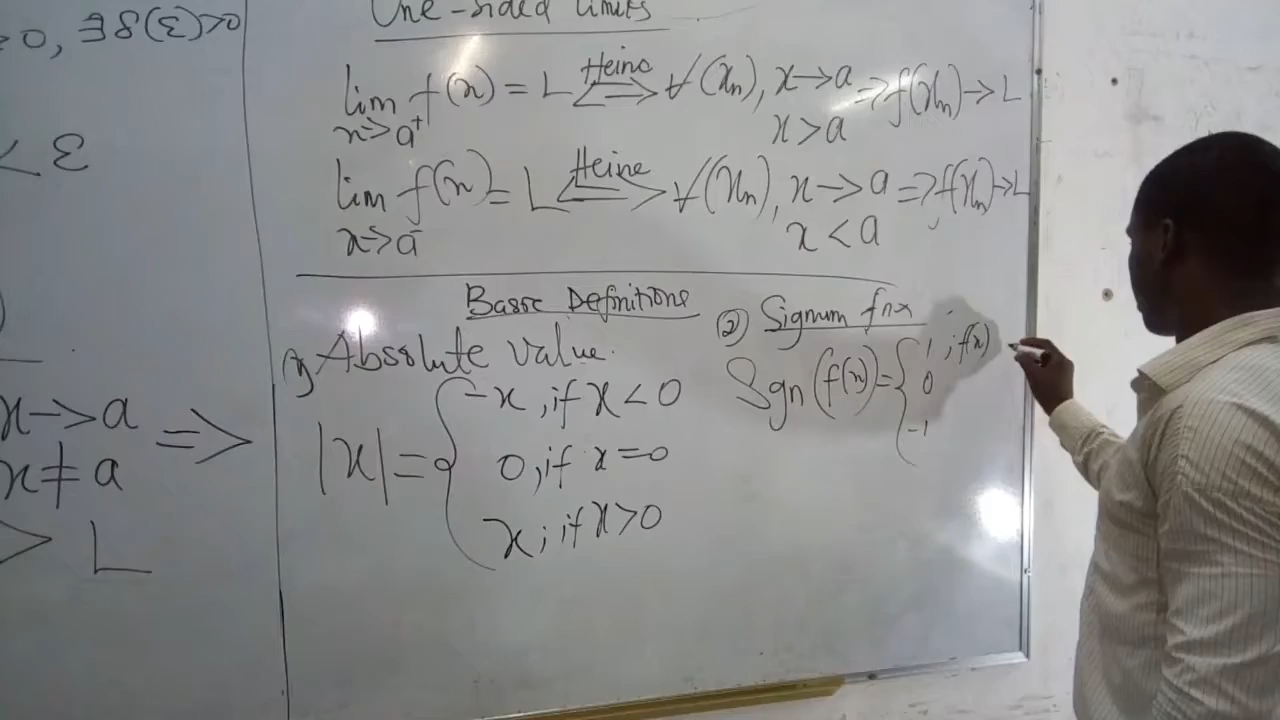 >0, ∃δ(ε)>0
< ε
x->a =>
x≠a
> L
One-sided limits
lim f(x) = L <=Heine=> ∀(xn), x->a => f(xn)->L
x->a⁺ x>a
lim f(x) = L <=Heine=> ∀(xn), x->a => f(xn)->L
x->a⁻ x<a
Basic Definitions
1) Absolute value.
|x| = { -x, if x<0
0, if x=0
x; if x>0
② Signum fnx
Sgn(f(x)) = { 1, f(x)
0
-1